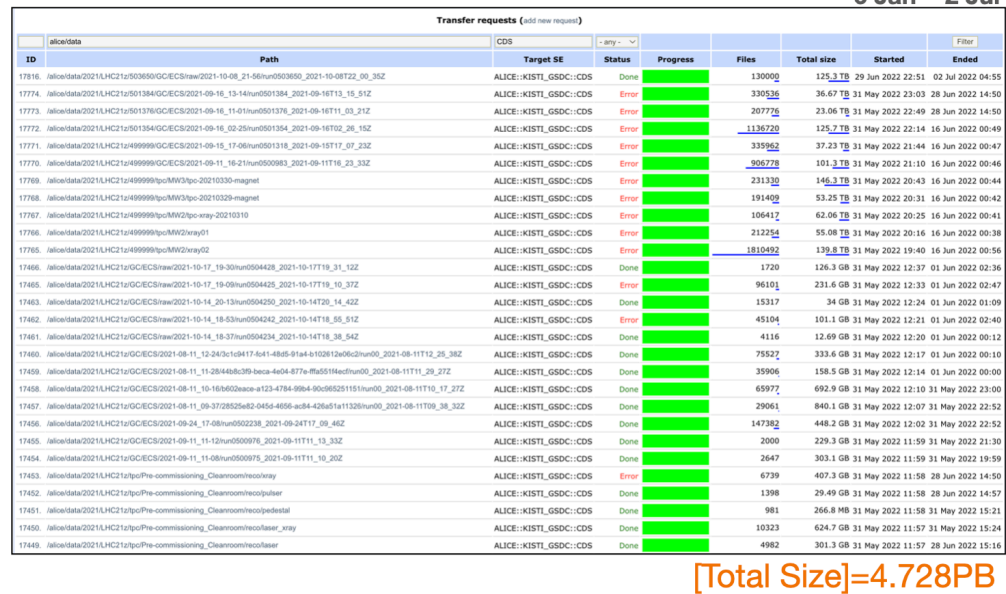 Transfer requests (add new request)
alice/data CDS - any - Filter
ID Path Target SE Status Progress Files Total size Started Ended
17816. /alice/data/2021/LHC21z/503650/GC/ECS/raw/2021-10-08_21-56/run0503650_2021-10-08T22_00_35Z ALICE::KISTI_GSDC::CDS Done 130000 125.3 TB 29 Jun 2022 22:51 02 Jul 2022 04:55
17774. /alice/data/2021/LHC21z/501384/GC/ECS/2021-09-16_13-14/run0501384_2021-09-16T13_15_51Z ALICE::KISTI_GSDC::CDS Error 330536 36.67 TB 31 May 2022 23:03 28 Jun 2022 14:50
17773. /alice/data/2021/LHC21z/501376/GC/ECS/2021-09-16_11-01/run0501376_2021-09-16T11_03_21Z ALICE::KISTI_GSDC::CDS Error 207776 23.06 TB 31 May 2022 22:49 28 Jun 2022 14:50
17772. /alice/data/2021/LHC21z/501354/GC/ECS/2021-09-16_02-25/run0501354_2021-09-16T02_26_15Z ALICE::KISTI_GSDC::CDS Error 1136720 125.7 TB 31 May 2022 22:14 16 Jun 2022 00:49
17771. /alice/data/2021/LHC21z/499999/GC/ECS/2021-09-15_17-06/run0501318_2021-09-15T17_07_23Z ALICE::KISTI_GSDC::CDS Error 335962 37.23 TB 31 May 2022 21:44 16 Jun 2022 00:47
17770. /alice/data/2021/LHC21z/499999/GC/ECS/2021-09-11_16-21/run0500983_2021-09-11T16_23_33Z ALICE::KISTI_GSDC::CDS Error 906778 101.3 TB 31 May 2022 21:10 16 Jun 2022 00:46
17769. /alice/data/2021/LHC21z/499999/tpc/MW3/tpc-20210330-magnet ALICE::KISTI_GSDC::CDS Error 231330 146.3 TB 31 May 2022 20:43 16 Jun 2022 00:44
17768. /alice/data/2021/LHC21z/499999/tpc/MW3/tpc-20210329-magnet ALICE::KISTI_GSDC::CDS Error 191409 53.25 TB 31 May 2022 20:31 16 Jun 2022 00:42
17767. /alice/data/2021/LHC21z/499999/tpc/MW2/tpc-xray-20210310 ALICE::KISTI_GSDC::CDS Error 106417 62.06 TB 31 May 2022 20:25 16 Jun 2022 00:41
17766. /alice/data/2021/LHC21z/499999/tpc/MW2/xray01 ALICE::KISTI_GSDC::CDS Error 212254 55.08 TB 31 May 2022 20:16 16 Jun 2022 00:38
17765. /alice/data/2021/LHC21z/499999/tpc/MW2/xray02 ALICE::KISTI_GSDC::CDS Error 1810492 139.8 TB 31 May 2022 19:40 16 Jun 2022 00:56
17466. /alice/data/2021/LHC21z/GC/ECS/raw/2021-10-17_19-30/run0504428_2021-10-17T19_31_12Z ALICE::KISTI_GSDC::CDS Done 1720 126.3 GB 31 May 2022 12:37 01 Jun 2022 02:36
17465. /alice/data/2021/LHC21z/GC/ECS/raw/2021-10-17_19-09/run0504425_2021-10-17T19_10_37Z ALICE::KISTI_GSDC::CDS Error 96101 231.6 GB 31 May 2022 12:33 01 Jun 2022 02:47
17463. /alice/data/2021/LHC21z/GC/ECS/raw/2021-10-14_20-13/run0504250_2021-10-14T20_14_42Z ALICE::KISTI_GSDC::CDS Done 15317 34 GB 31 May 2022 12:24 01 Jun 2022 01:09
17462. /alice/data/2021/LHC21z/GC/ECS/raw/2021-10-14_18-53/run0504242_2021-10-14T18_55_51Z ALICE::KISTI_GSDC::CDS Error 45104 101.1 GB 31 May 2022 12:21 01 Jun 2022 02:40
17461. /alice/data/2021/LHC21z/GC/ECS/raw/2021-10-14_18-37/run0504234_2021-10-14T18_38_54Z ALICE::KISTI_GSDC::CDS Done 4116 12.69 GB 31 May 2022 12:20 01 Jun 2022 00:12
17460. /alice/data/2021/LHC21z/GC/ECS/2021-08-11_12-24/3c1c9417-fc41-48d5-91a4-b102612e06c2/run00_2021-08-11T12_25_38Z ALICE::KISTI_GSDC::CDS Done 75527 333.6 GB 31 May 2022 12:17 01 Jun 2022 00:10
17459. /alice/data/2021/LHC21z/GC/ECS/2021-08-11_11-28/44b8c3f9-beca-4e04-877e-fffa551f4ecf/run00_2021-08-11T11_29_27Z ALICE::KISTI_GSDC::CDS Done 35906 158.5 GB 31 May 2022 12:14 01 Jun 2022 00:00
17458. /alice/data/2021/LHC21z/GC/ECS/2021-08-11_10-16/b602eace-a123-4784-99b4-90c965251151/run00_2021-08-11T10_17_27Z ALICE::KISTI_GSDC::CDS Done 65977 692.9 GB 31 May 2022 12:10 31 May 2022 23:00
17457. /alice/data/2021/LHC21z/GC/ECS/2021-08-11_09-37/28525e82-045d-4656-ac84-426a51a11326/run00_2021-08-11T09_38_32Z ALICE::KISTI_GSDC::CDS Done 29061 840.1 GB 31 May 2022 12:07 31 May 2022 22:52
17456. /alice/data/2021/LHC21z/GC/ECS/2021-09-24_17-08/run0502238_2021-09-24T17_09_46Z ALICE::KISTI_GSDC::CDS Done 147382 448.2 GB 31 May 2022 12:02 31 May 2022 22:52
17455. /alice/data/2021/LHC21z/GC/ECS/2021-09-11_11-12/run0500976_2021-09-11T11_13_33Z ALICE::KISTI_GSDC::CDS Done 2000 229.3 GB 31 May 2022 11:59 31 May 2022 21:30
17454. /alice/data/2021/LHC21z/GC/ECS/2021-09-11_11-08/run0500975_2021-09-11T11_10_20Z ALICE::KISTI_GSDC::CDS Done 2647 303.1 GB 31 May 2022 11:59 31 May 2022 19:59
17453. /alice/data/2021/LHC21z/tpc/Pre-commissioning_Cleanroom/reco/xray ALICE::KISTI_GSDC::CDS Error 6739 407.3 GB 31 May 2022 11:58 28 Jun 2022 14:50
17452. /alice/data/2021/LHC21z/tpc/Pre-commissioning_Cleanroom/reco/pulser ALICE::KISTI_GSDC::CDS Done 1398 29.49 GB 31 May 2022 11:58 28 Jun 2022 14:57
17451. /alice/data/2021/LHC21z/tpc/Pre-commissioning_Cleanroom/reco/pedestal ALICE::KISTI_GSDC::CDS Done 981 266.8 MB 31 May 2022 11:58 31 May 2022 15:21
17450. /alice/data/2021/LHC21z/tpc/Pre-commissioning_Cleanroom/reco/laser_xray ALICE::KISTI_GSDC::CDS Done 10323 624.7 GB 31 May 2022 11:57 31 May 2022 15:24
17449. /alice/data/2021/LHC21z/tpc/Pre-commissioning_Cleanroom/reco/laser ALICE::KISTI_GSDC::CDS Done 4982 301.3 GB 31 May 2022 11:57 28 Jun 2022 15:16
[Total Size]=4.728PB